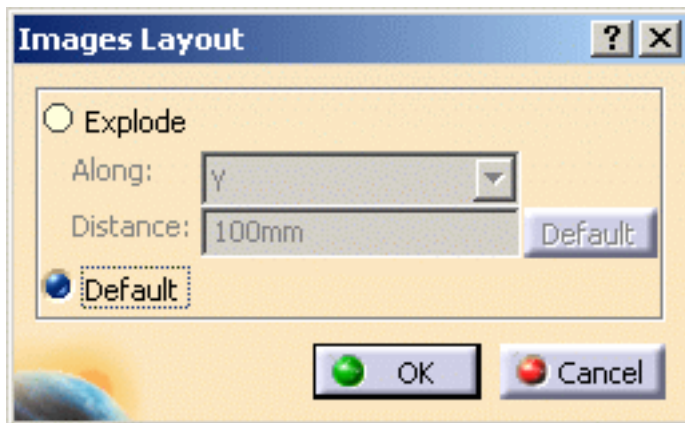 Images Layout
Explode
Along: Y
Distance: 100mm Default
Default
OK Cancel